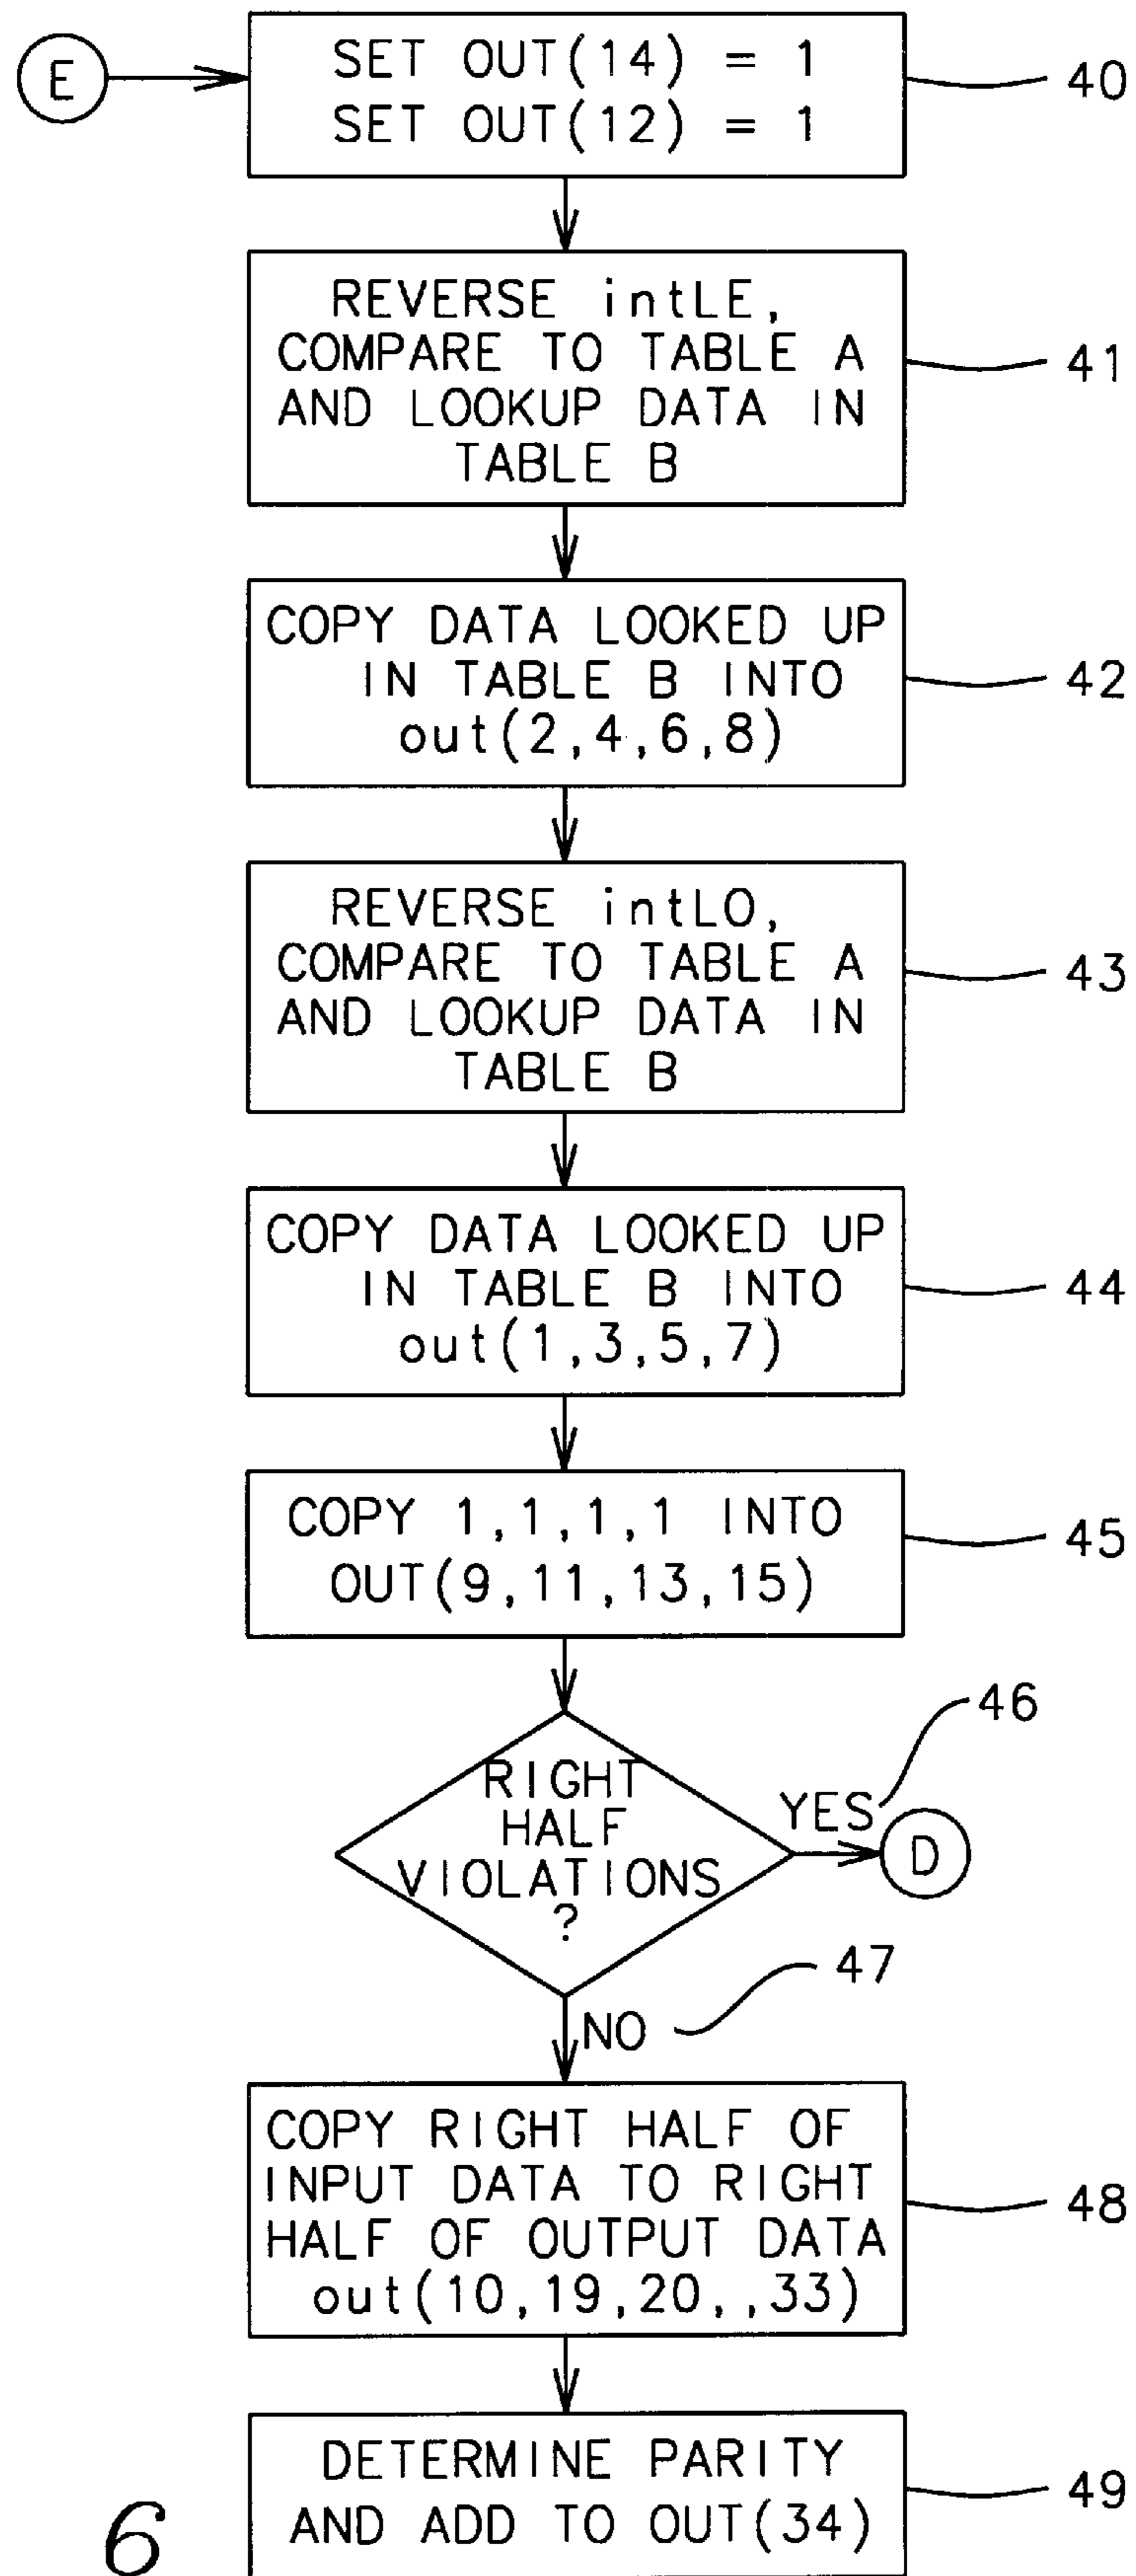 E
SET OUT(14) = 1
SET OUT(12) = 1
40
REVERSE intLE,
COMPARE TO TABLE A
AND LOOKUP DATA IN
TABLE B
41
COPY DATA LOOKED UP
IN TABLE B INTO
out(2,4,6,8)
42
REVERSE intLO,
COMPARE TO TABLE A
AND LOOKUP DATA IN
TABLE B
43
COPY DATA LOOKED UP
IN TABLE B INTO
out(1,3,5,7)
44
COPY 1,1,1,1 INTO
OUT(9,11,13,15)
45
RIGHT
HALF
VIOLATIONS
?
YES
46
D
NO
47
COPY RIGHT HALF OF
INPUT DATA TO RIGHT
HALF OF OUTPUT DATA
out(10,19,20,,33)
48
DETERMINE PARITY
AND ADD TO OUT(34)
49
6